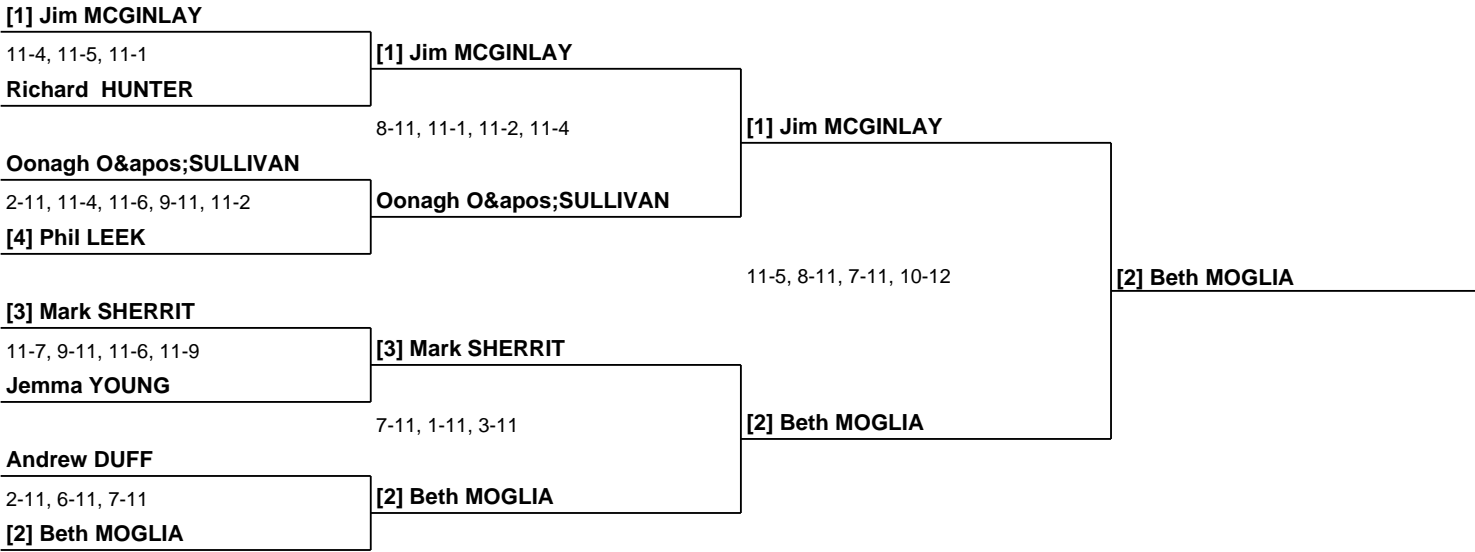 [1] Jim MCGINLAY
11-4, 11-5, 11-1
[1] Jim MCGINLAY
Richard  HUNTER
8-11, 11-1, 11-2, 11-4
[1] Jim MCGINLAY
Oonagh O&apos;SULLIVAN
2-11, 11-4, 11-6, 9-11, 11-2
Oonagh O&apos;SULLIVAN
[4] Phil LEEK
11-5, 8-11, 7-11, 10-12
[2] Beth MOGLIA
[3] Mark SHERRIT
11-7, 9-11, 11-6, 11-9
[3] Mark SHERRIT
Jemma YOUNG
7-11, 1-11, 3-11
[2] Beth MOGLIA
Andrew DUFF
2-11, 6-11, 7-11
[2] Beth MOGLIA
[2] Beth MOGLIA